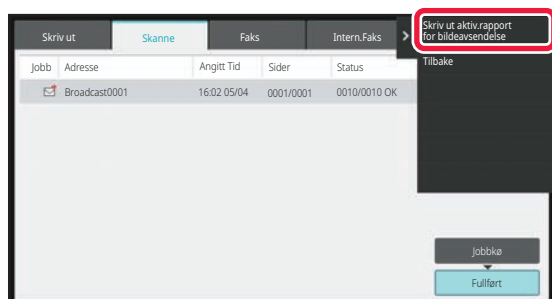 Skriv ut
Skanne
Faks
Intern.Faks
Skriv ut aktiv.rapport
for bildeavsendelse
Tilbake
Jobb Adresse Angitt Tid Sider Status
Broadcast0001 16:02 05/04 0001/0001 0010/0010 OK
Jobbkø
Fullført